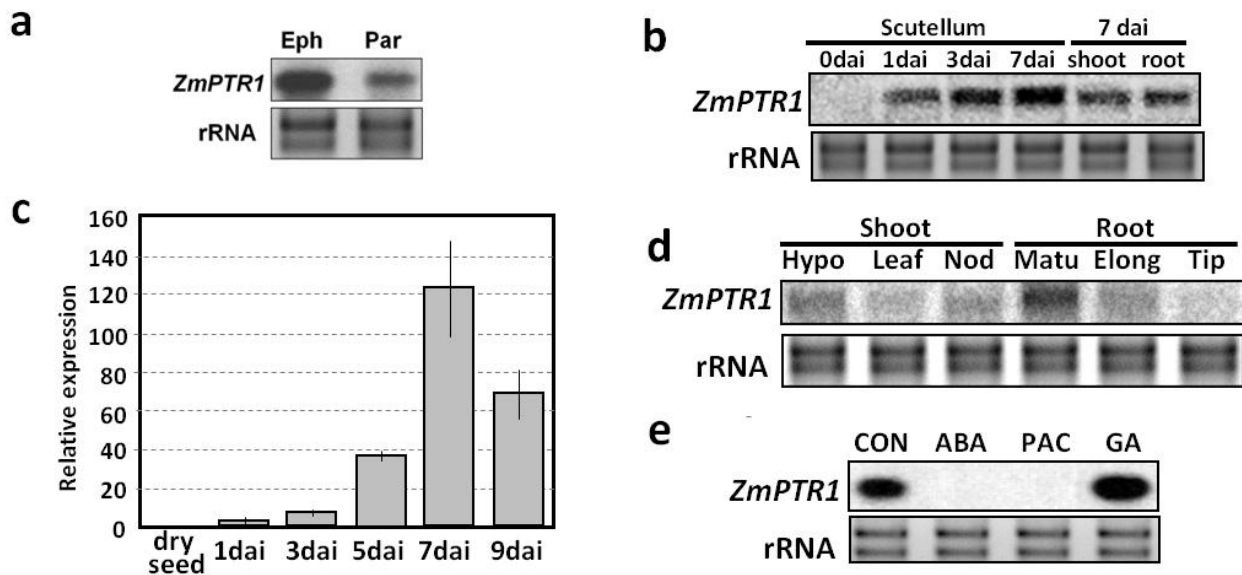 a
Eph Par
ZmPTR1
rRNA
b
Scutellum 7 dai
0dai 1dai 3dai 7dai shoot root
ZmPTR1
rRNA
c
Relative expression
160
140
120
100
80
60
40
20
0
dry seed 1dai 3dai 5dai 7dai 9dai
d
Shoot Root
Hypo Leaf Nod Matu Elong Tip
ZmPTR1
rRNA
e
CON ABA PAC GA
ZmPTR1
rRNA